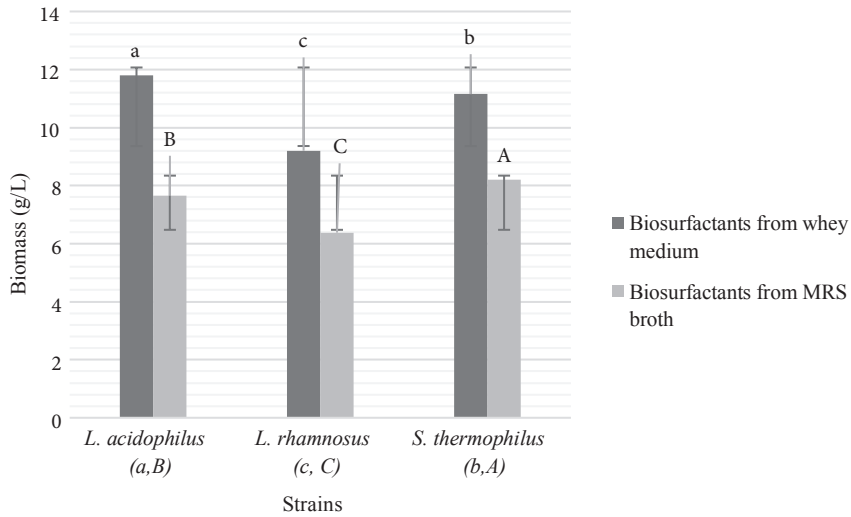 14
12
10
8
6
4
2
0
Biomass (g/L)
a
B
c
C
b
A
L. acidophilus
(a,B)
L. rhamnosus
(c, C)
S. thermophilus
(b,A)
Strains
Biosurfactants from whey
medium
Biosurfactants from MRS
broth